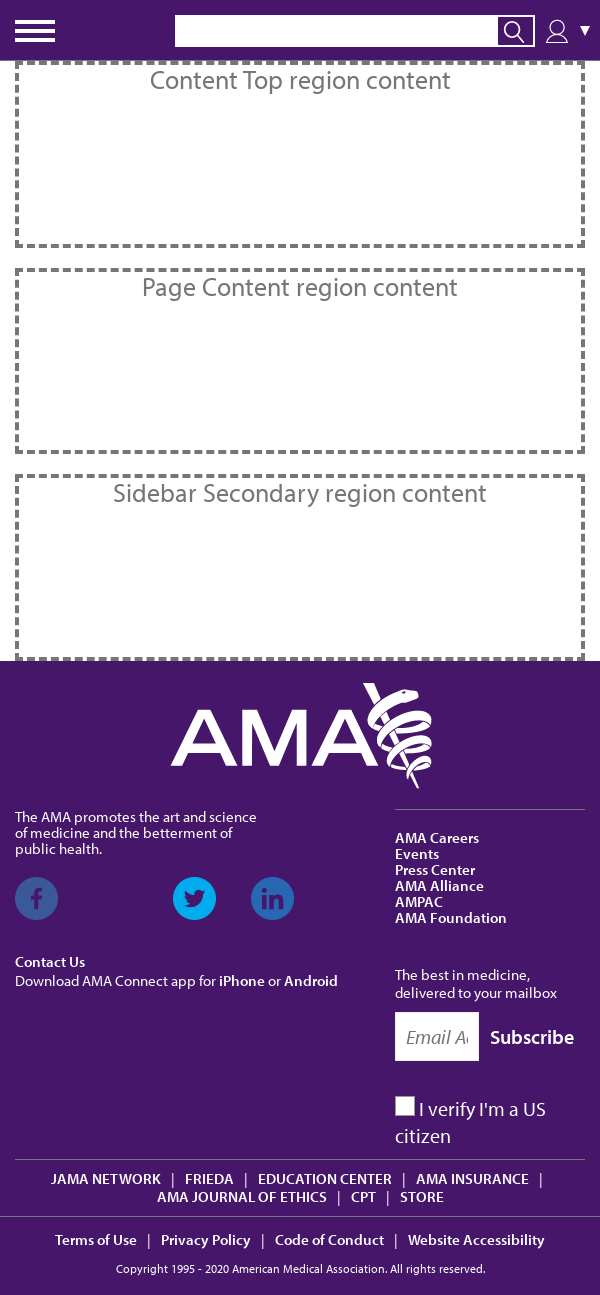 Content Top region content
Page Content region content
Sidebar Secondary region content
AMA
The AMA promotes the art and science
of medicine and the betterment of
public health.
Contact Us
Download AMA Connect app for iPhone or Android
AMA Careers
Events
Press Center
AMA Alliance
AMPAC
AMA Foundation
The best in medicine,
delivered to your mailbox
Email Subscribe
I verify I'm a US
citizen
JAMA NETWORK | FRIEDA | EDUCATION CENTER | AMA INSURANCE |
AMA JOURNAL OF ETHICS | CPT | STORE
Terms of Use | Privacy Policy | Code of Conduct | Website Accessibility
Copyright 1995 - 2020 American Medical Association. All rights reserved.